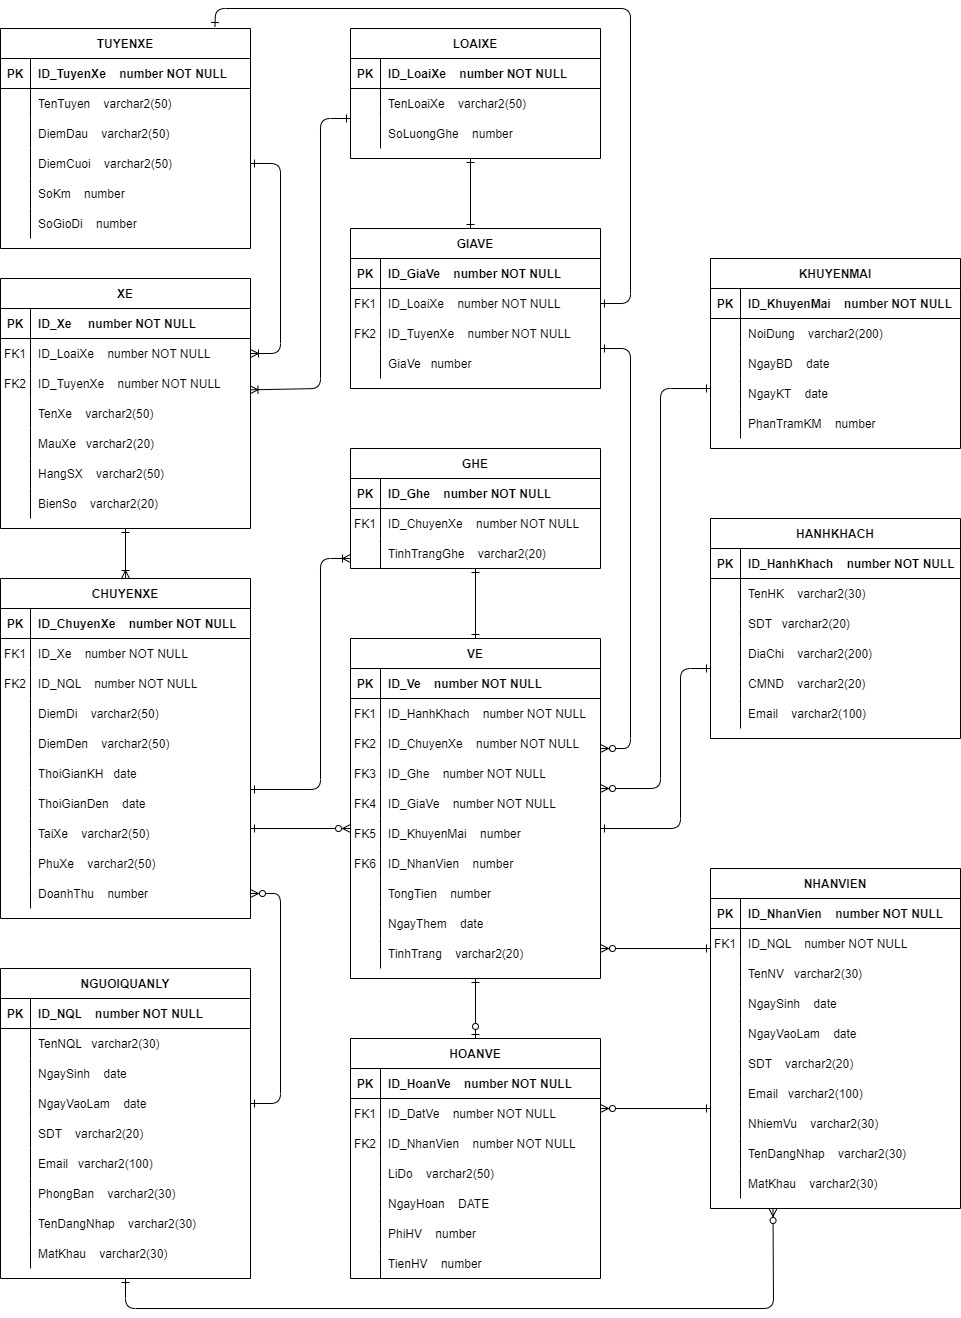 TUYENXE
PK ID_TuyenXe number NOT NULL
TenTuyen varchar2(50)
DiemDau varchar2(50)
DiemCuoi varchar2(50)
SoKm number
SoGioDi number
XE
PK ID_Xe number NOT NULL
FK1 ID_LoaiXe number NOT NULL
FK2 ID_TuyenXe number NOT NULL
TenXe varchar2(50)
MauXe varchar2(20)
HangSX varchar2(50)
BienSo varchar2(20)
CHUYENXE
PK ID_ChuyenXe number NOT NULL
FK1 ID_Xe number NOT NULL
FK2 ID_NQL number NOT NULL
DiemDi varchar2(50)
DiemDen varchar2(50)
ThoiGianKH date
ThoiGianDen date
TaiXe varchar2(50)
PhuXe varchar2(50)
DoanhThu number
NGUOIQUANLY
PK ID_NQL number NOT NULL
TenNQL varchar2(30)
NgaySinh date
NgayVaoLam date
SDT varchar2(20)
Email varchar2(100)
PhongBan varchar2(30)
TenDangNhap varchar2(30)
MatKhau varchar2(30)
LOAIXE
PK ID_LoaiXe number NOT NULL
TenLoaiXe varchar2(50)
SoLuongGhe number
GIAVE
PK ID_GiaVe number NOT NULL
FK1 ID_LoaiXe number NOT NULL
FK2 ID_TuyenXe number NOT NULL
GiaVe number
GHE
PK ID_Ghe number NOT NULL
FK1 ID_ChuyenXe number NOT NULL
TinhTrangGhe varchar2(20)
VE
PK ID_Ve number NOT NULL
FK1 ID_HanhKhach number NOT NULL
FK2 ID_ChuyenXe number NOT NULL
FK3 ID_Ghe number NOT NULL
FK4 ID_GiaVe number NOT NULL
FK5 ID_KhuyenMai number
FK6 ID_NhanVien number
TongTien number
NgayThem date
TinhTrang varchar2(20)
HOANVE
PK ID_HoanVe number NOT NULL
FK1 ID_DatVe number NOT NULL
FK2 ID_NhanVien number NOT NULL
LiDo varchar2(50)
NgayHoan DATE
PhiHV number
TienHV number
KHUYENMAI
PK ID_KhuyenMai number NOT NULL
NoiDung varchar2(200)
NgayBD date
NgayKT date
PhanTramKM number
HANHKHACH
PK ID_HanhKhach number NOT NULL
TenHK varchar2(30)
SDT varchar2(20)
DiaChi varchar2(200)
CMND varchar2(20)
Email varchar2(100)
NHANVIEN
PK ID_NhanVien number NOT NULL
FK1 ID_NQL number NOT NULL
TenNV varchar2(30)
NgaySinh date
NgayVaoLam date
SDT varchar2(20)
Email varchar2(100)
NhiemVu varchar2(30)
TenDangNhap varchar2(30)
MatKhau varchar2(30)